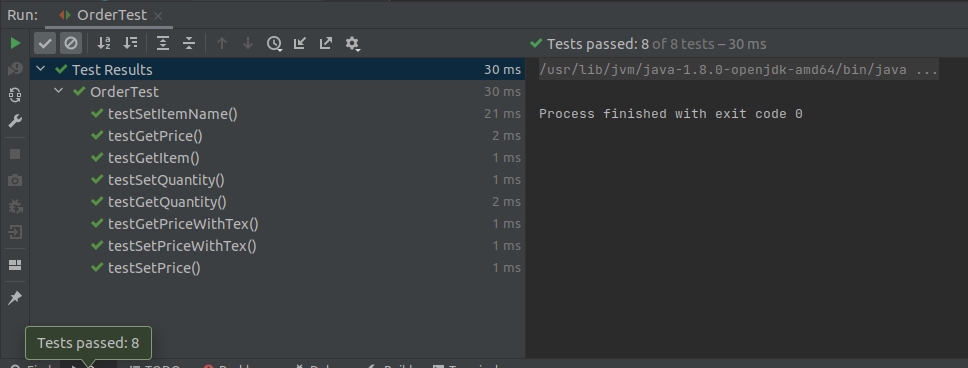 Run: OrderTest
Tests passed: 8 of 8 tests – 30 ms
Test Results 30 ms
OrderTest 30 ms
testSetItemName() 21 ms
testGetPrice() 2 ms
testGetItem() 1 ms
testSetQuantity() 1 ms
testGetQuantity() 2 ms
testGetPriceWithTex() 1 ms
testSetPriceWithTex() 1 ms
testSetPrice() 1 ms
/usr/lib/jvm/java-1.8.0-openjdk-amd64/bin/java ...
Process finished with exit code 0
Tests passed: 8